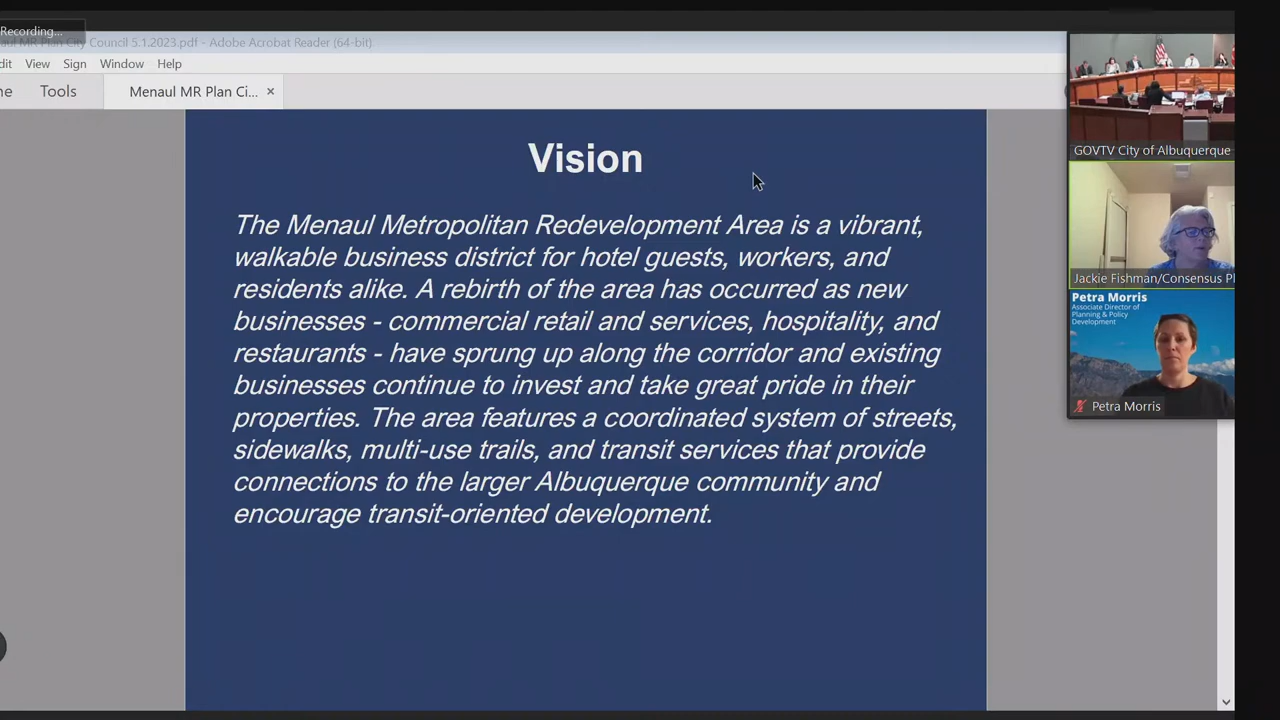 Recording...
aul MR Plan City Council 5.1.2023.pdf - Adobe Acrobat Reader (64-bit)
dit View Sign Window Help
ne Tools Menaul MR Plan Ci... ×
Vision
The Menaul Metropolitan Redevelopment Area is a vibrant,
walkable business district for hotel guests, workers, and
residents alike. A rebirth of the area has occurred as new
businesses - commercial retail and services, hospitality, and
restaurants - have sprung up along the corridor and existing
businesses continue to invest and take great pride in their
properties. The area features a coordinated system of streets,
sidewalks, multi-use trails, and transit services that provide
connections to the larger Albuquerque community and
encourage transit-oriented development.
GOVTV City of Albuquerque
Jackie Fishman/Consensus Pl
Petra Morris
Associate Director of
Planning & Policy
Development
Petra Morris